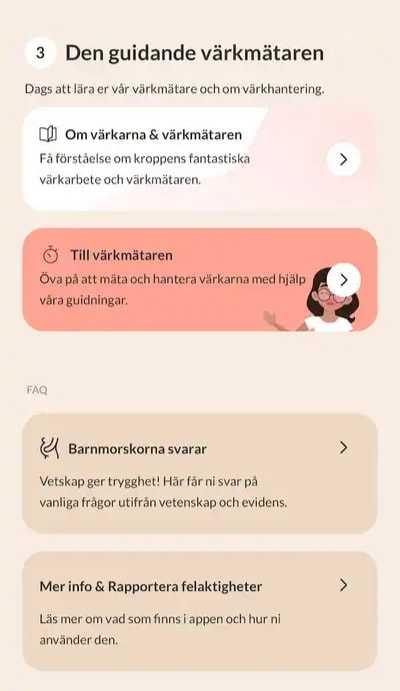 3 Den guidande värkmätaren
Dags att lära er vår värkmätare och om värkhantering.
Om värkarna & värkmätaren
Få förståelse om kroppens fantastiska
värkarbete och värkmätaren.
Till värkmätaren
Öva på att mäta och hantera värkarna med hjälp
våra guidningar.
FAQ
Barnmorskorna svarar
Vetskap ger trygghet! Här får ni svar på
vanliga frågor utifrån vetenskap och evidens.
Mer info & Rapportera felaktigheter
Läs mer om vad som finns i appen och hur ni
använder den.